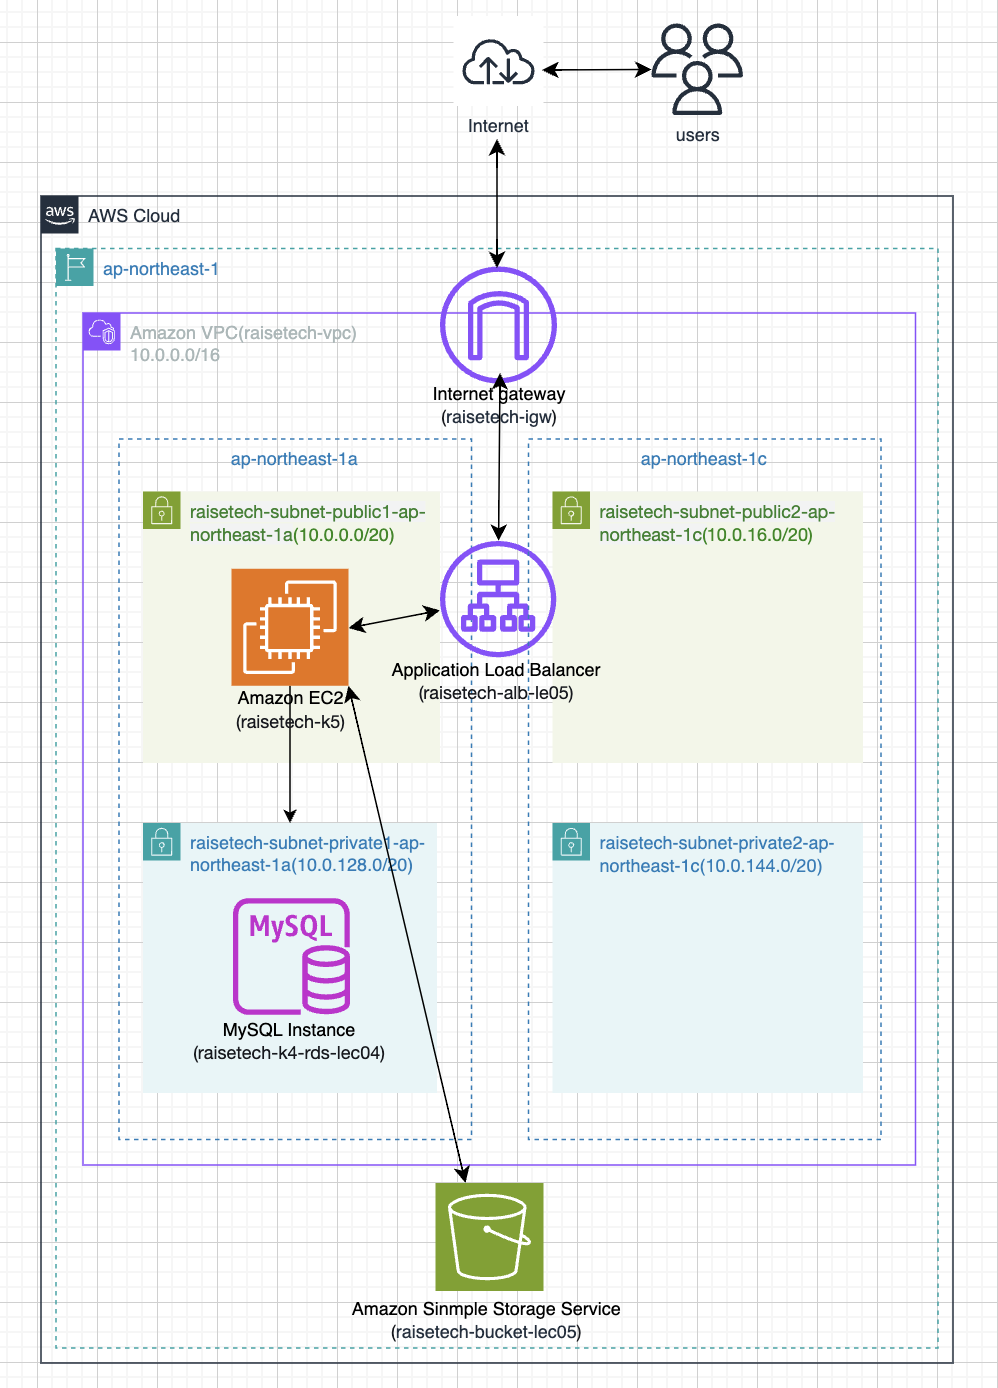 Internet
users
aws
AWS Cloud
ap-northeast-1
Amazon VPC(raisetech-vpc)
10.0.0.0/16
Internet gateway
(raisetech-igw)
ap-northeast-1a
ap-northeast-1c
raisetech-subnet-public1-ap-
northeast-1a(10.0.0.0/20)
raisetech-subnet-public2-ap-
northeast-1c(10.0.16.0/20)
Application Load Balancer
(raisetech-alb-le05)
Amazon EC2
(raisetech-k5)
raisetech-subnet-private1-ap-
northeast-1a(10.0.128.0/20)
raisetech-subnet-private2-ap-
northeast-1c(10.0.144.0/20)
MySQL
MySQL Instance
(raisetech-k4-rds-lec04)
Amazon Sinmple Storage Service
(raisetech-bucket-lec05)